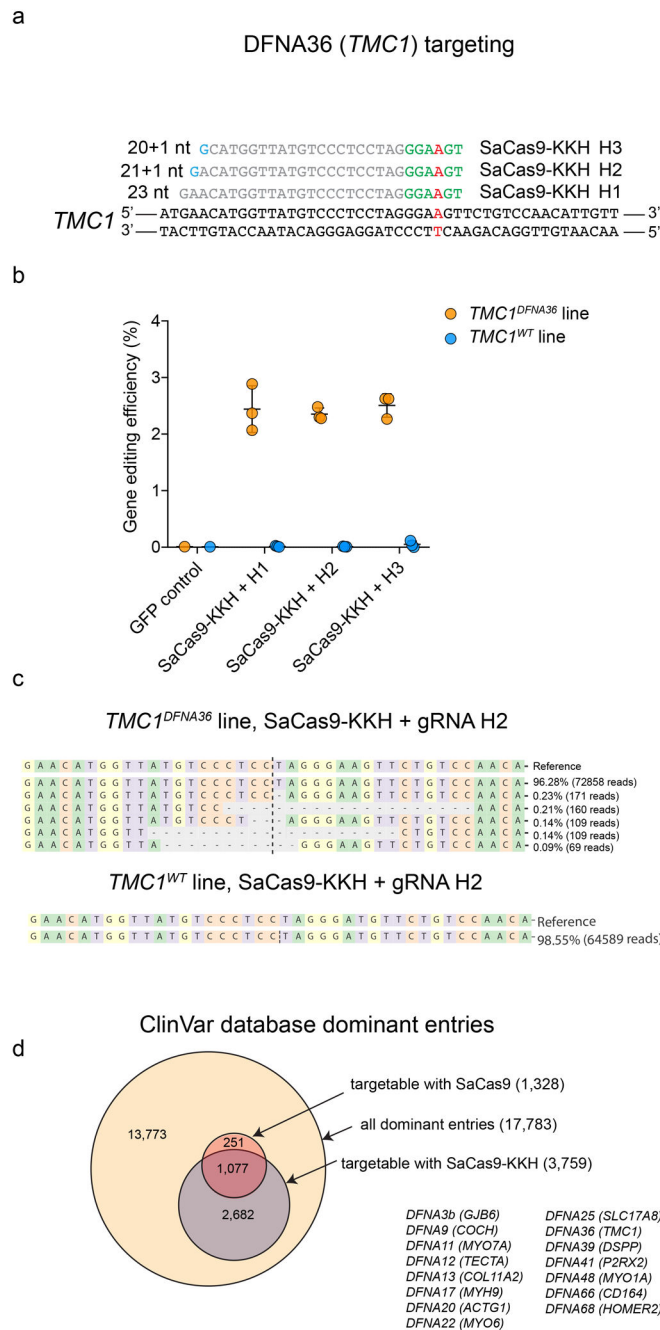 a
DFNA36 (TMC1) targeting
20+1 nt GCATGGTTATGTCCCTCCTAGGGAAGT SaCas9-KKH H3
21+1 nt GACATGGTTATGTCCCTCCTAGGGAAGT SaCas9-KKH H2
23 nt GAACATGGTTATGTCCCTCCTAGGGAAGT SaCas9-KKH H1
TMC1
5’ ATGAACATGGTTATGTCCCTCCTAGGGAAGTTCTGTCCAACATTGTT 3’
3’ TACTTGTACCAATACAGGGAGGATCCCTTCAAGACAGGTTGTAACAA 5’
b
TMC1DFNA36 line
TMC1WT line
Gene editing efficiency (%)
4
3
2
1
0
GFP control
SaCas9-KKH + H1
SaCas9-KKH + H2
SaCas9-KKH + H3
c
TMC1DFNA36 line, SaCas9-KKH + gRNA H2
G A A C A T G G T T A T G T C C C T C C T A G G G A A G T T C T G T C C A A C A Reference
G A A C A T G G T T A T G T C C C T C C T A G G G A A G T T C T G T C C A A C A 96.28% (72858 reads)
G A A C A T G G T T A T G T C C C T C C - A G G G A A G T T C T G T C C A A C A 0.23% (171 reads)
G A A C A T G G T T A T G T C C - - - - - - - - - - - - - - - - - - - - A A C A 0.21% (160 reads)
G A A C A T G G T T A T G T C C C T - - - A G G G A A G T T C T G T C C A A C A 0.14% (109 reads)
G A A C A T G G T T - - - - - - - - - - - - - - - - - - - - C T G T C C A A C A 0.14% (109 reads)
G A A C A T G G T T A - - - - - - - - - - - G G G A A G T T C T G T C C A A C A 0.09% (69 reads)
TMC1WT line, SaCas9-KKH + gRNA H2
G A A C A T G G T T A T G T C C C T C C T A G G G A T G T T C T G T C C A A C A Reference
G A A C A T G G T T A T G T C C C T C C T A G G G A T G T T C T G T C C A A C A 98.55% (64589 reads)
d
ClinVar database dominant entries
targetable with SaCas9 (1,328)
all dominant entries (17,783)
targetable with SaCas9-KKH (3,759)
13,773
251
1,077
2,682
DFNA3b (GJB6)
DFNA9 (COCH)
DFNA11 (MYO7A)
DFNA12 (TECTA)
DFNA13 (COL11A2)
DFNA17 (MYH9)
DFNA20 (ACTG1)
DFNA22 (MYO6)
DFNA25 (SLC17A8)
DFNA36 (TMC1)
DFNA39 (DSPP)
DFNA41 (P2RX2)
DFNA48 (MYO1A)
DFNA66 (CD164)
DFNA68 (HOMER2)